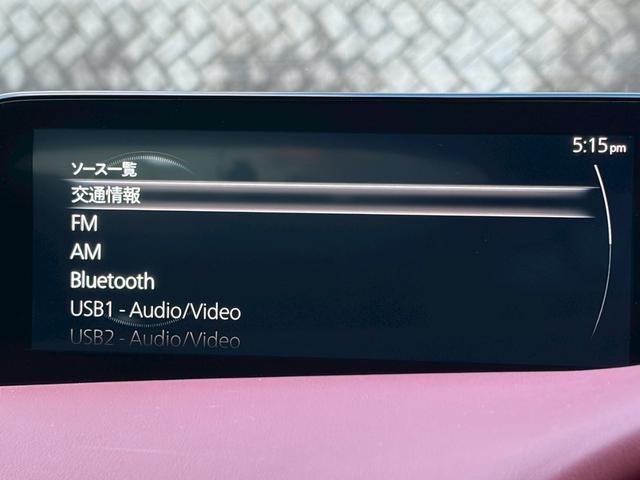 5:15pm
ソース一覧
交通情報
FM
AM
Bluetooth
USB1 - Audio/Video
USB2 - Audio/Video